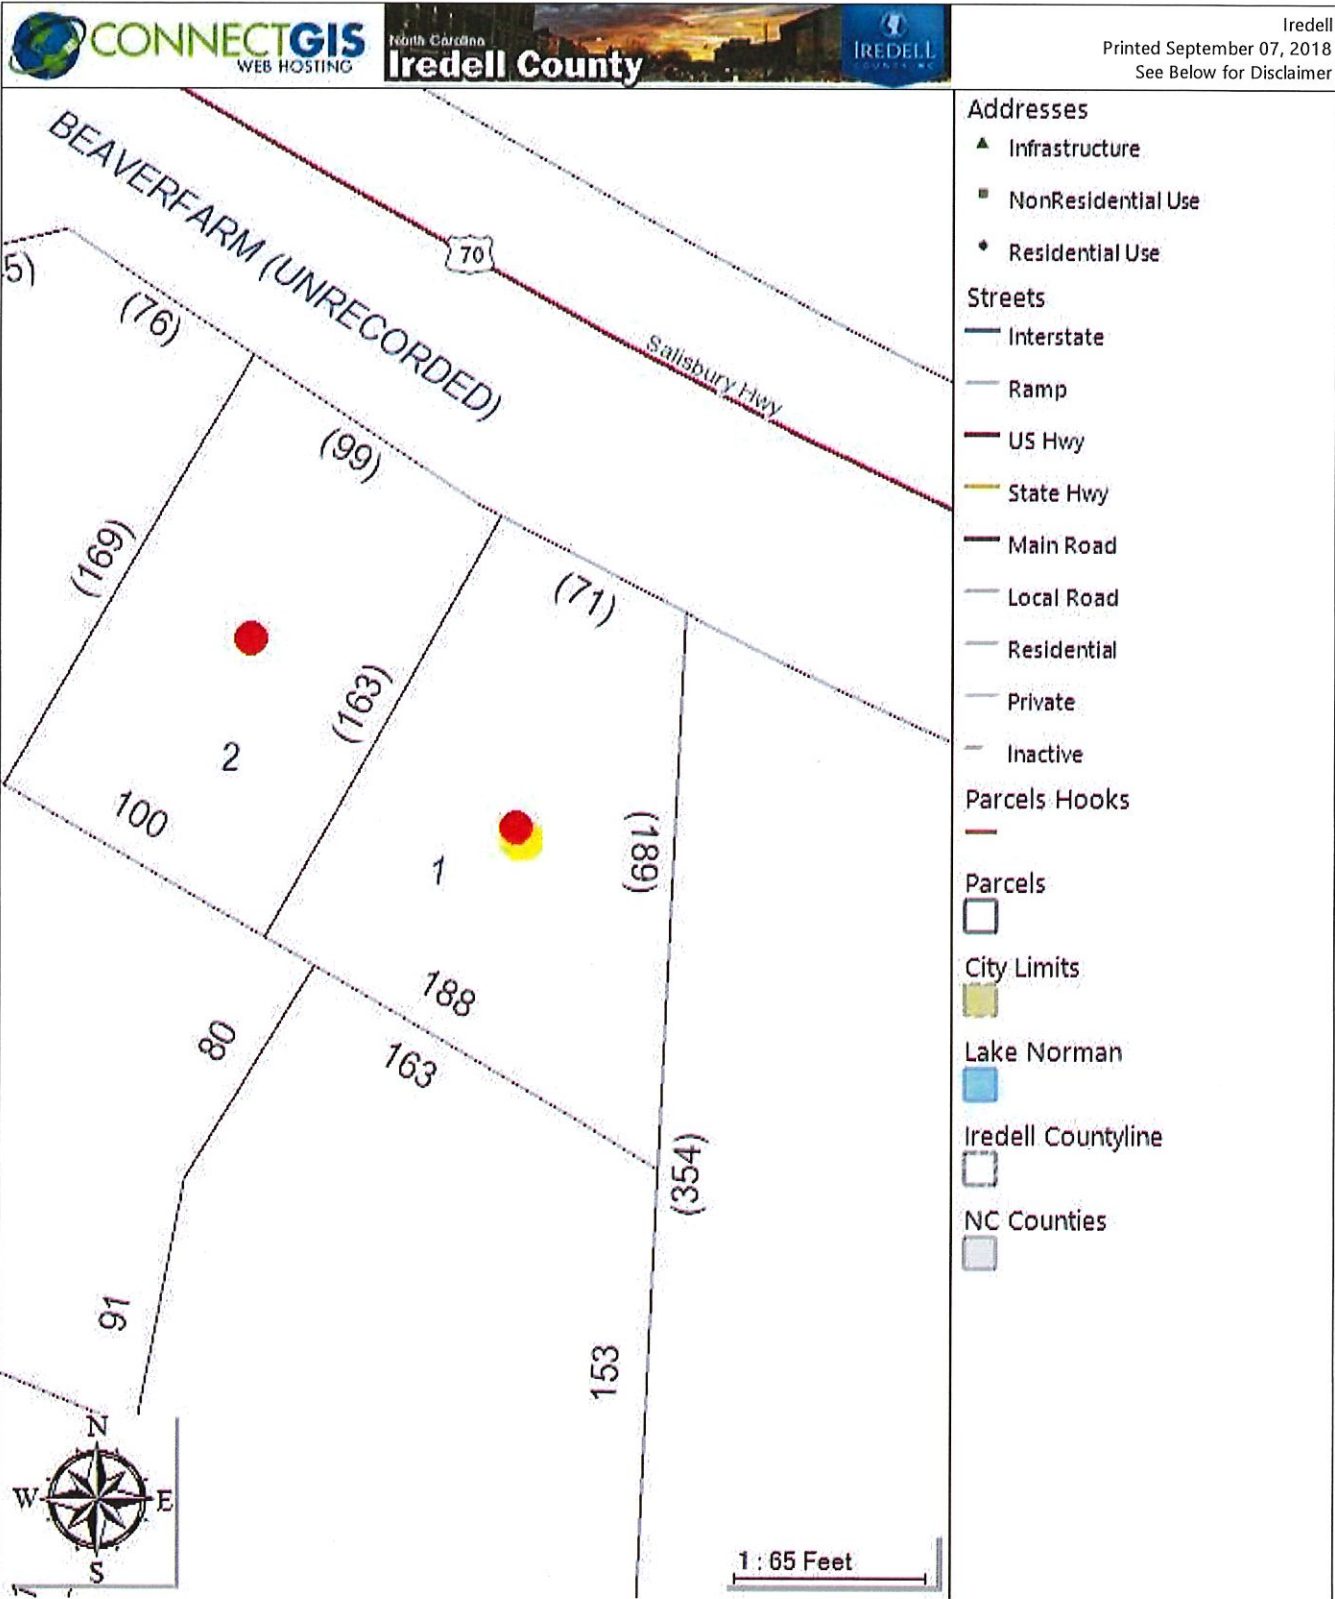 CONNECTGIS
WEB HOSTING
North Carolina
Iredell County
IREDELL
COUNTY, NC
Iredell
Printed September 07, 2018
See Below for Disclaimer
BEAVERFARM (UNRECORDED)
70
Salisbury Hwy
5)
(76)
(99)
(71)
(169)
(163)
(189)
2
1
100
188
163
80
(354)
91
153
N
W
E
S
1 : 65 Feet
Addresses
Infrastructure
NonResidential Use
Residential Use
Streets
Interstate
Ramp
US Hwy
State Hwy
Main Road
Local Road
Residential
Private
Inactive
Parcels Hooks
Parcels
City Limits
Lake Norman
Iredell Countyline
NC Counties